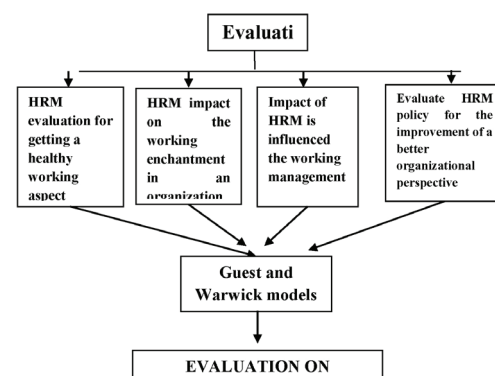 Evaluati
HRM
evaluation for
getting a
healthy
working
aspect
HRM impact
on the
working
enchantment
in an
organization
Impact of
HRM is
influenced
the working
management
Evaluate HRM
policy for the
improvement of a
better
organizational
perspective
Guest and
Warwick models
EVALUATION ON